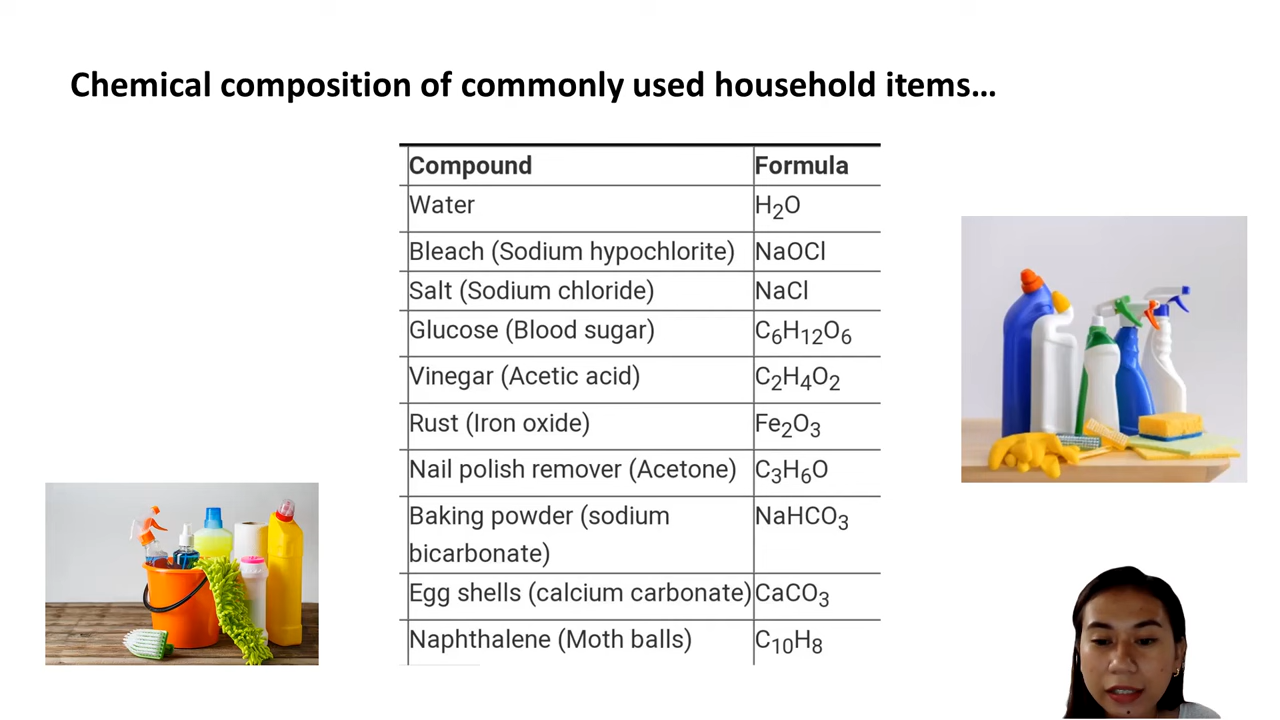 Chemical composition of commonly used household items…
Compound Formula
Water H₂O
Bleach (Sodium hypochlorite) NaOCl
Salt (Sodium chloride) NaCl
Glucose (Blood sugar) C₆H₁₂O₆
Vinegar (Acetic acid) C₂H₄O₂
Rust (Iron oxide) Fe₂O₃
Nail polish remover (Acetone) C₃H₆O
Baking powder (sodium NaHCO₃
bicarbonate)
Egg shells (calcium carbonate) CaCO₃
Naphthalene (Moth balls) C₁₀H₈